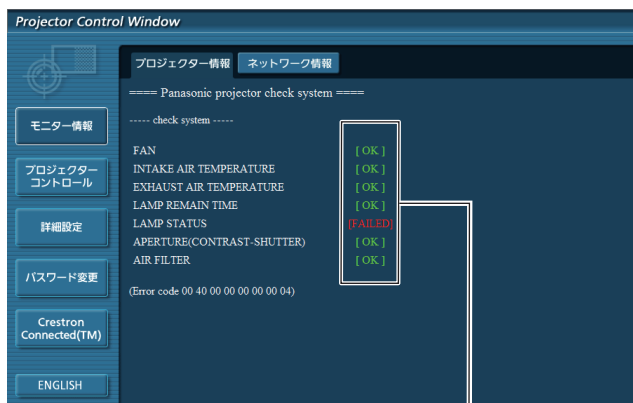 Projector Control Window
プロジェクター情報 ネットワーク情報
==== Panasonic projector check system ====
モニター情報
----- check system -----
FAN [ OK ]
INTAKE AIR TEMPERATURE [ OK ]
プロジェクター
コントロール
EXHAUST AIR TEMPERATURE [ OK ]
LAMP REMAIN TIME [ OK ]
詳細設定
LAMP STATUS [FAILED]
APERTURE(CONTRAST-SHUTTER) [ OK ]
AIR FILTER [ OK ]
パスワード変更
(Error code 00 40 00 00 00 00 00 04)
Crestron
Connected(TM)
ENGLISH